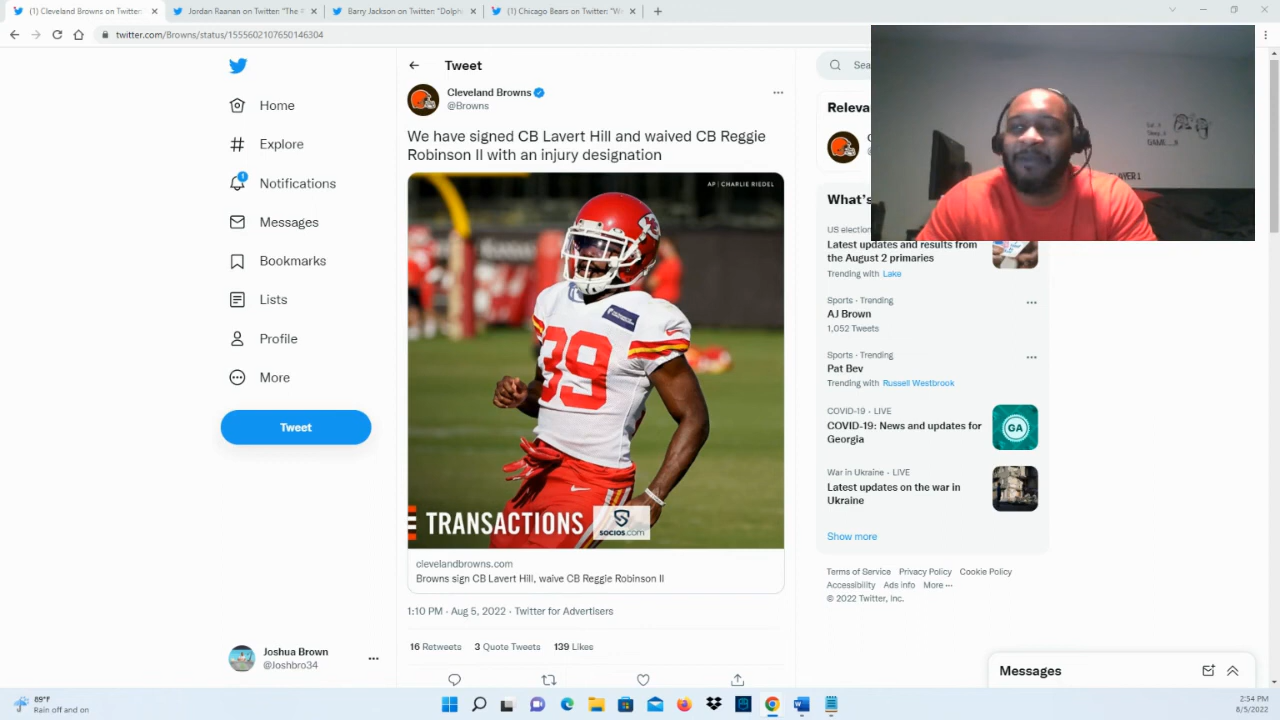 (1) Cleveland Browns on Twitter: "W
Jordan Raanan on Twitter: "The #
Joe Jackson on Twitter: "Dolph
(1) Chicago Bears on Twitter: "W
twitter.com/Browns/status/1555602107650146304
Home
Explore
1
Notifications
Messages
Bookmarks
Lists
Profile
More
Tweet
Joshua Brown
@Joshbro34
Tweet
Cleveland Browns
@Browns
We have signed CB Lavert Hill and waived CB Reggie
Robinson II with an injury designation
AP | CHARLIE RIEDEL
39
TRANSACTIONS
socios.com
clevelandbrowns.com
Browns sign CB Lavert Hill, waive CB Reggie Robinson II
1:10 PM · Aug 5, 2022 · Twitter for Advertisers
16 Retweets 3 Quote Tweets 139 Likes
Sea
Releva
What's
US election
Latest updates and results from
the August 2 primaries
Trending with Lake
Sports · Trending
AJ Brown
1,052 Tweets
Sports · Trending
Pat Bev
Trending with Russell Westbrook
COVID-19 · LIVE
COVID-19: News and updates for
Georgia
GA
War in Ukraine · LIVE
Latest updates on the war in
Ukraine
Show more
Terms of Service Privacy Policy Cookie Policy
Accessibility Ads info More ···
© 2022 Twitter, Inc.
Messages
89°F
Rain off and on
2:54 PM
8/5/2022